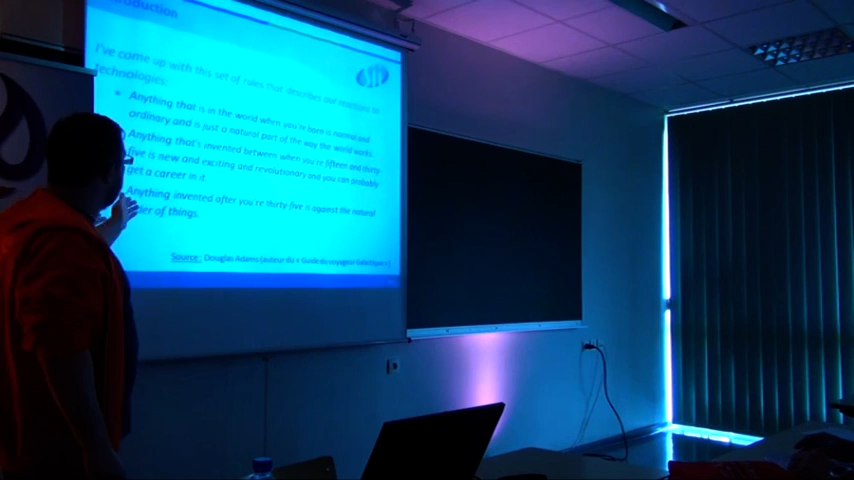 roduction
I've come up with this set of rules that describes our reactions to
technologies:
Anything that is in the world when you're born is normal and
ordinary and is just a natural part of the way the world works.
Anything that's invented between when you're fifteen and thirty
five is new and exciting and revolutionary and you can probably
get a career in it
Anything invented after you're thirty-five is against the natural
der of things.
Source : Douglas Adams (auteur du « Guide du voyageur Galactique »)